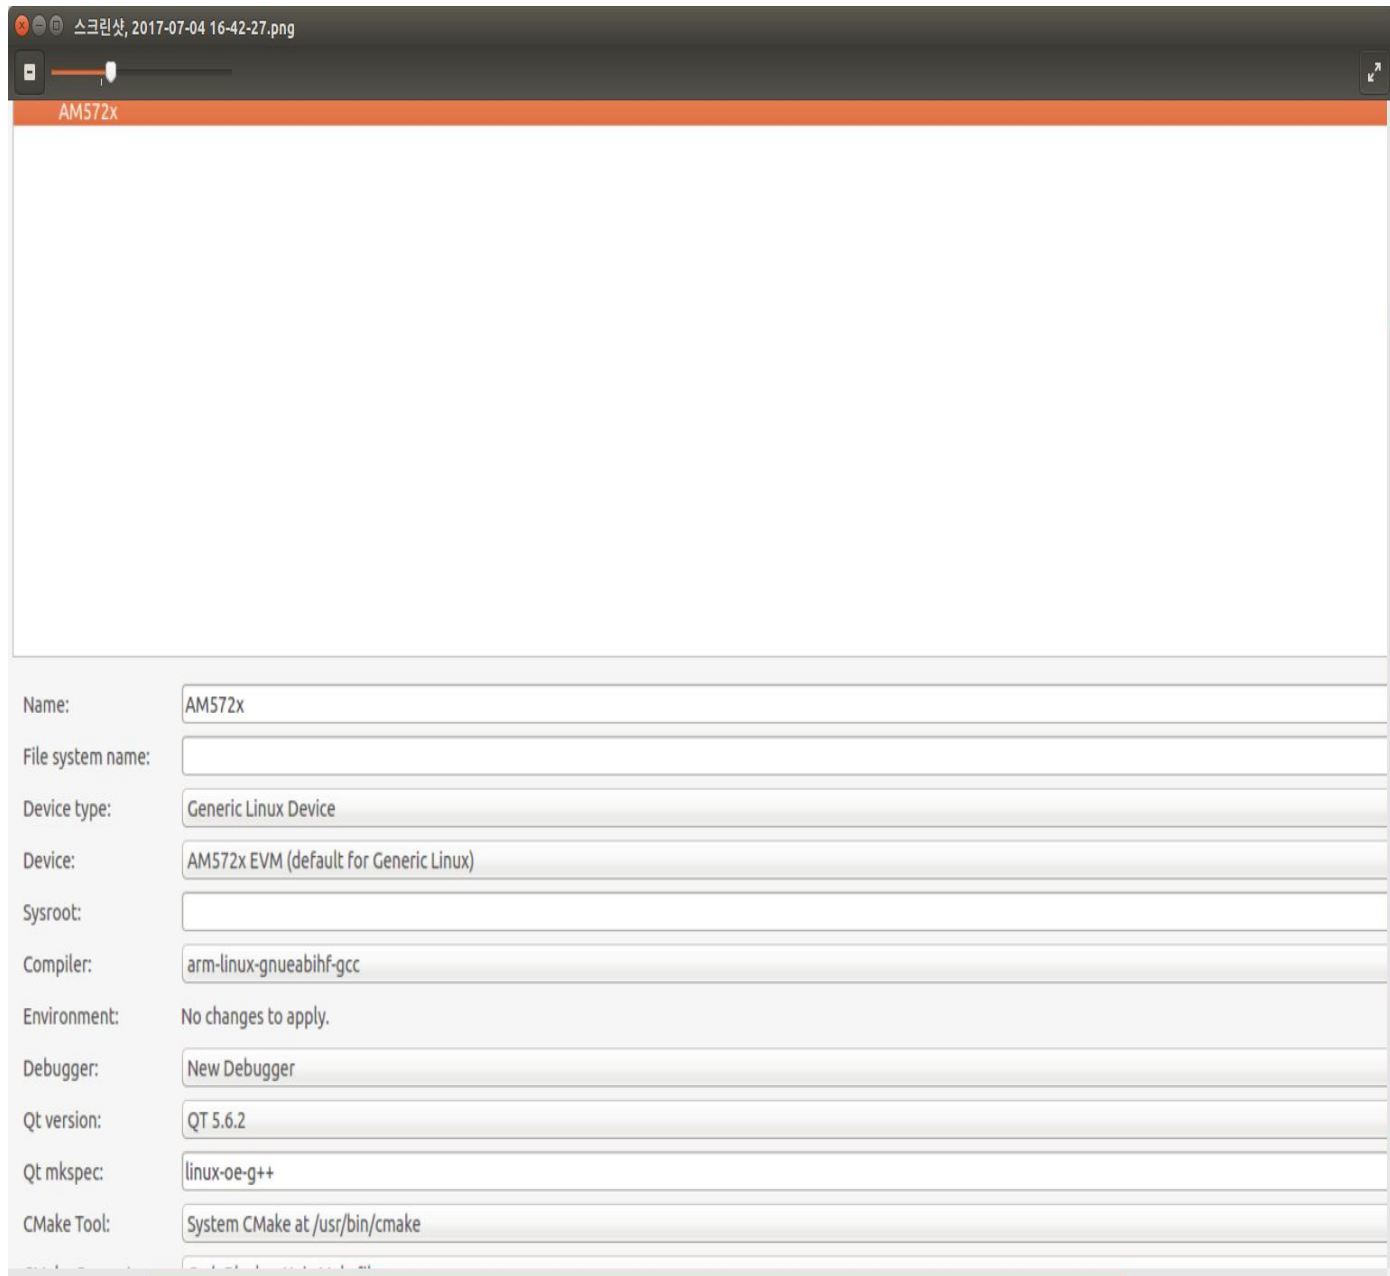 스크린샷, 2017-07-04 16-42-27.png
AM572x
Name: AM572x
File system name:
Device type: Generic Linux Device
Device: AM572x EVM (default for Generic Linux)
Sysroot:
Compiler: arm-linux-gnueabihf-gcc
Environment: No changes to apply.
Debugger: New Debugger
Qt version: QT 5.6.2
Qt mkspec: linux-oe-g++
CMake Tool: System CMake at /usr/bin/cmake